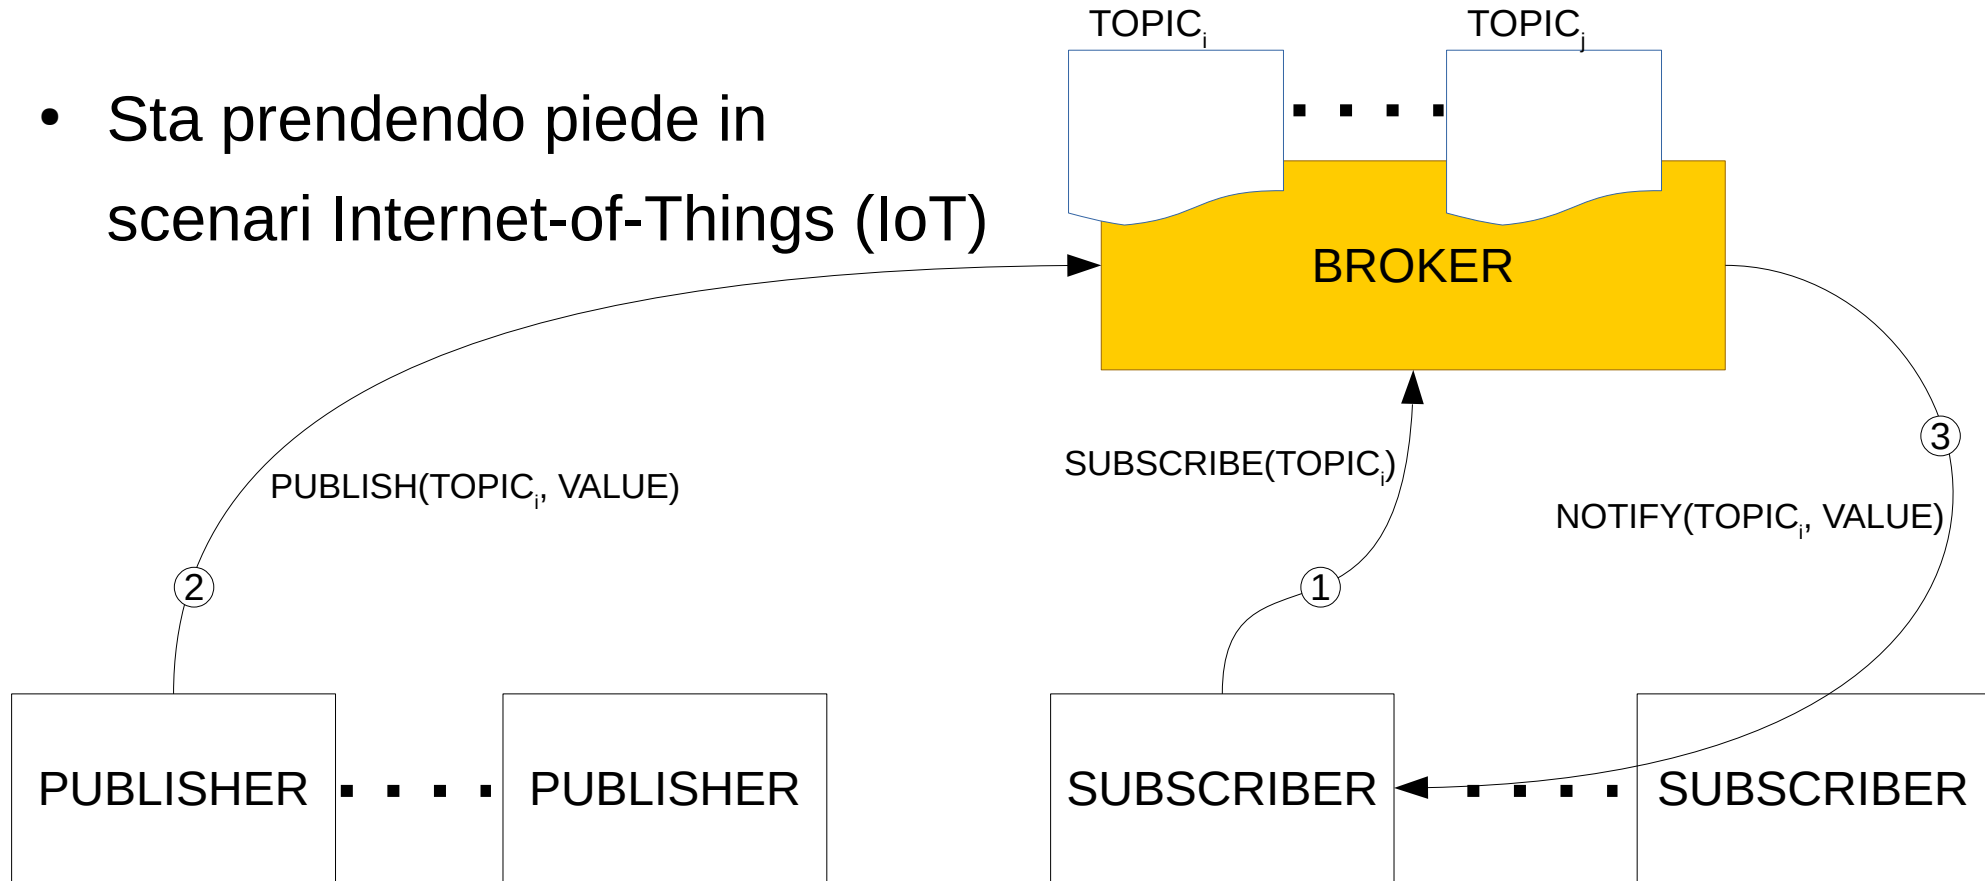 TOPICi TOPICj
• Sta prendendo piede in
scenari Internet-of-Things (IoT)
BROKER
3
SUBSCRIBE(TOPICi)
PUBLISH(TOPICi, VALUE)
NOTIFY(TOPICi, VALUE)
2
1
PUBLISHER PUBLISHER SUBSCRIBER SUBSCRIBER